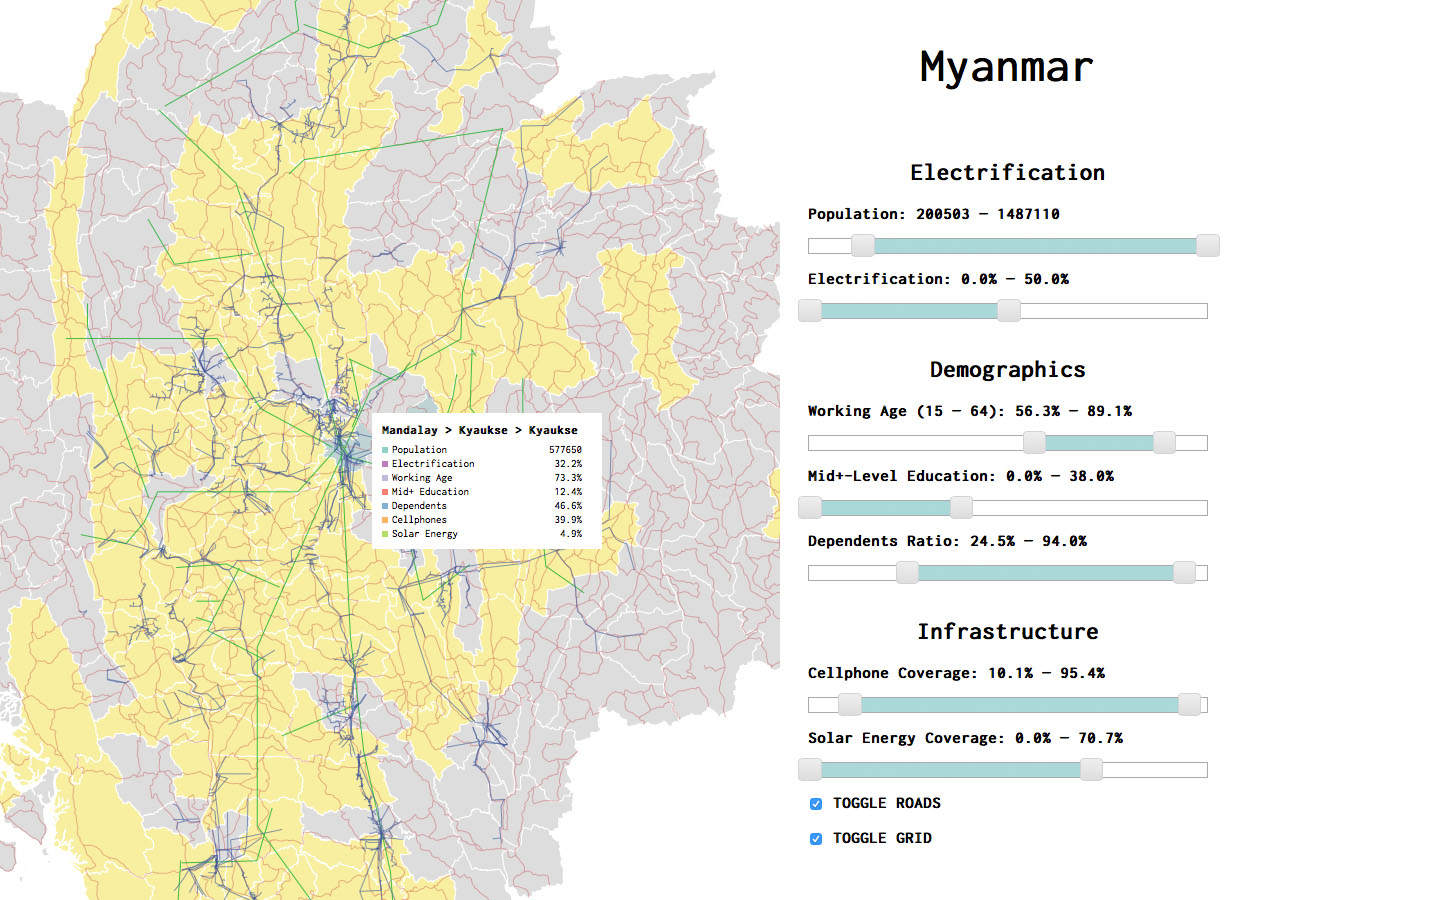 Myanmar
Electrification
Population: 200503 – 1487110
Electrification: 0.0% – 50.0%
Demographics
Working Age (15 – 64): 56.3% – 89.1%
Mid+-Level Education: 0.0% – 38.0%
Dependents Ratio: 24.5% – 94.0%
Infrastructure
Cellphone Coverage: 10.1% – 95.4%
Solar Energy Coverage: 0.0% – 70.7%
TOGGLE ROADS
TOGGLE GRID
Mandalay > Kyaukse > Kyaukse
Population 577650
Electrification 32.2%
Working Age 73.3%
Mid+ Education 12.4%
Dependents 46.6%
Cellphones 39.9%
Solar Energy 4.9%